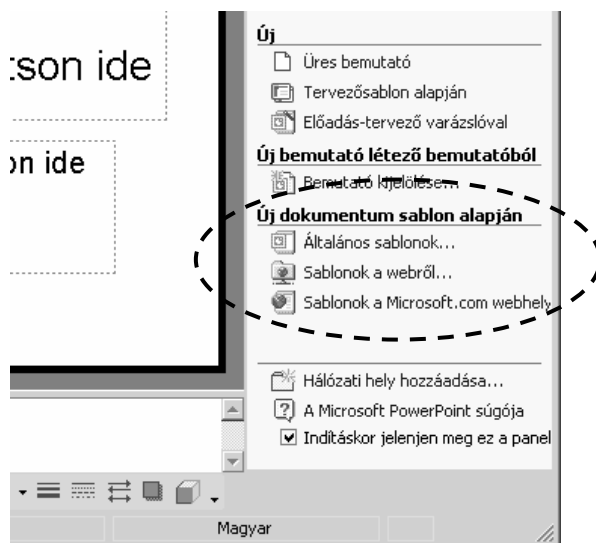 Új
tson ide
Üres bemutató
Tervezősablon alapján
Előadás-tervező varázslóval
on ide
Új bemutató létező bemutatóból
Bemutató kijelölése...
Új dokumentum sablon alapján
Általános sablonok...
Sablonok a webről...
Sablonok a Microsoft.com webhely
Hálózati hely hozzáadása...
A Microsoft PowerPoint súgója
Indításkor jelenjen meg ez a panel
Magyar